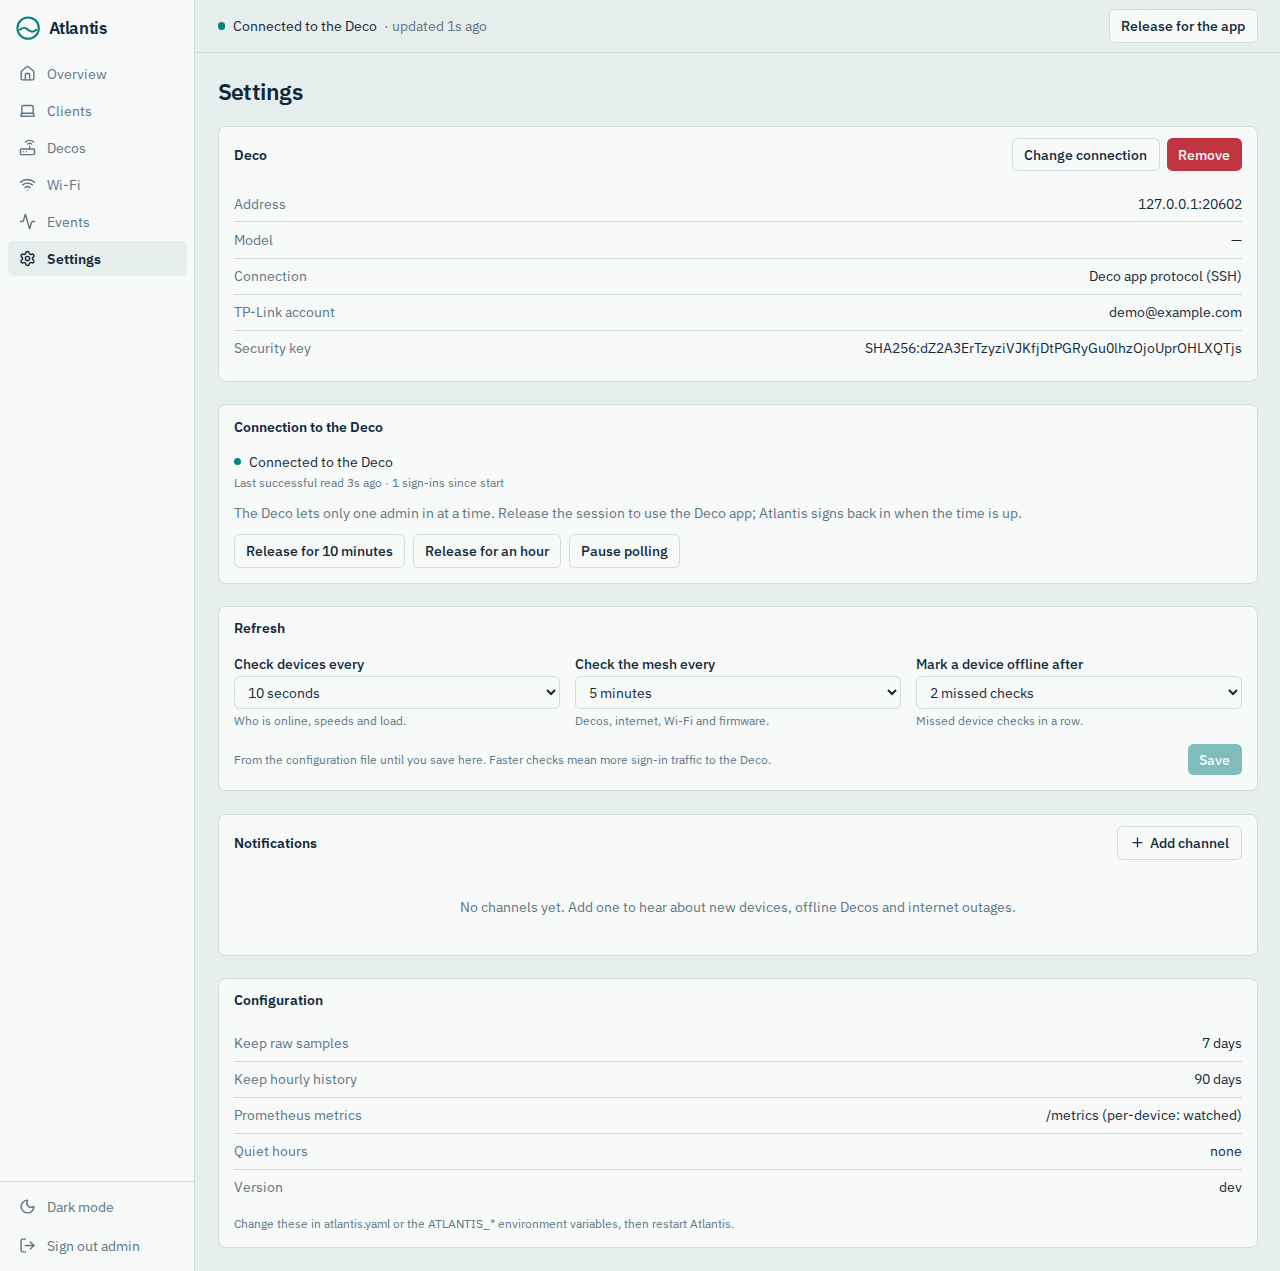 Atlantis
Overview
Clients
Decos
Wi-Fi
Events
Settings
Dark mode
Sign out admin
Connected to the Deco · updated 1s ago
Release for the app
Settings
Deco
Change connection
Remove
Address 127.0.0.1:20602
Model —
Connection Deco app protocol (SSH)
TP-Link account demo@example.com
Security key SHA256:dZ2A3ErTzyziVJKfjDtPGRyGu0lhzOjoUprOHLXQTjs
Connection to the Deco
Connected to the Deco
Last successful read 3s ago · 1 sign-ins since start
The Deco lets only one admin in at a time. Release the session to use the Deco app; Atlantis signs back in when the time is up.
Release for 10 minutes
Release for an hour
Pause polling
Refresh
Check devices every
10 seconds
Who is online, speeds and load.
Check the mesh every
5 minutes
Decos, internet, Wi-Fi and firmware.
Mark a device offline after
2 missed checks
Missed device checks in a row.
From the configuration file until you save here. Faster checks mean more sign-in traffic to the Deco.
Save
Notifications
Add channel
No channels yet. Add one to hear about new devices, offline Decos and internet outages.
Configuration
Keep raw samples 7 days
Keep hourly history 90 days
Prometheus metrics /metrics (per-device: watched)
Quiet hours none
Version dev
Change these in atlantis.yaml or the ATLANTIS_* environment variables, then restart Atlantis.